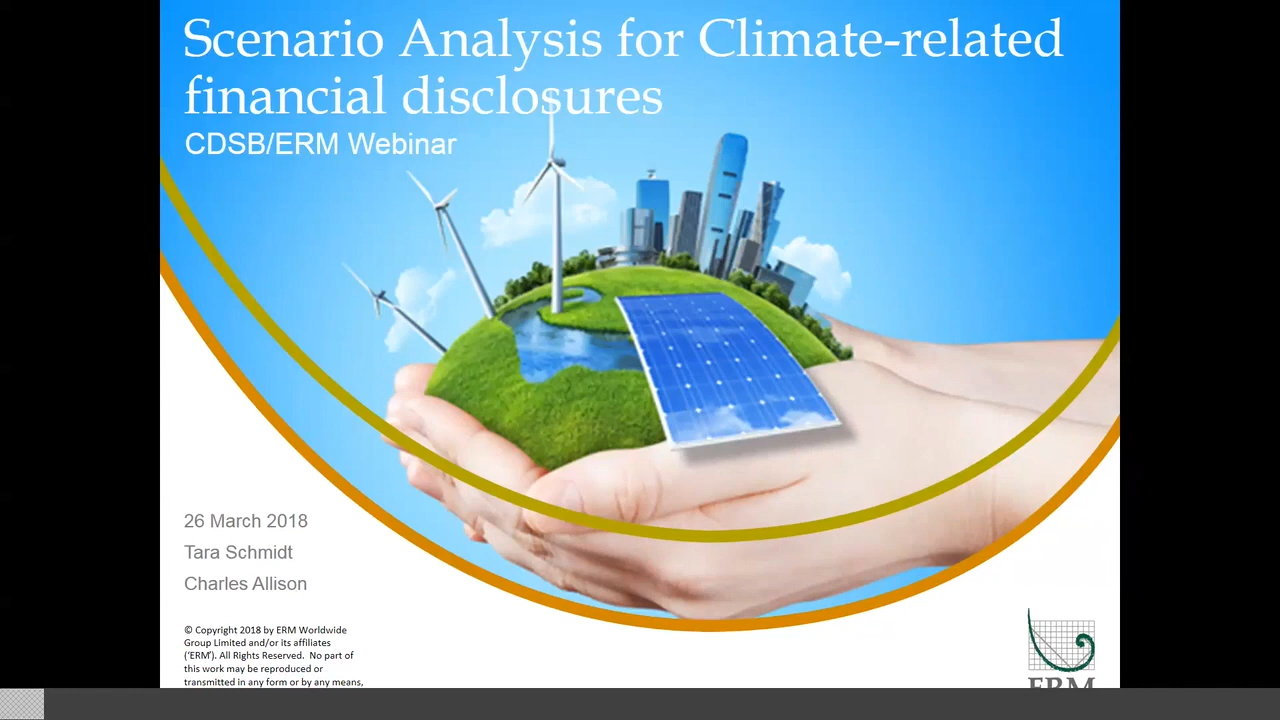 Scenario Analysis for Climate-related
financial disclosures
CDSB/ERM Webinar
26 March 2018
Tara Schmidt
Charles Allison
© Copyright 2018 by ERM Worldwide
Group Limited and/or its affiliates
('ERM'). All Rights Reserved. No part of
this work may be reproduced or
transmitted in any form or by any means,
ERM